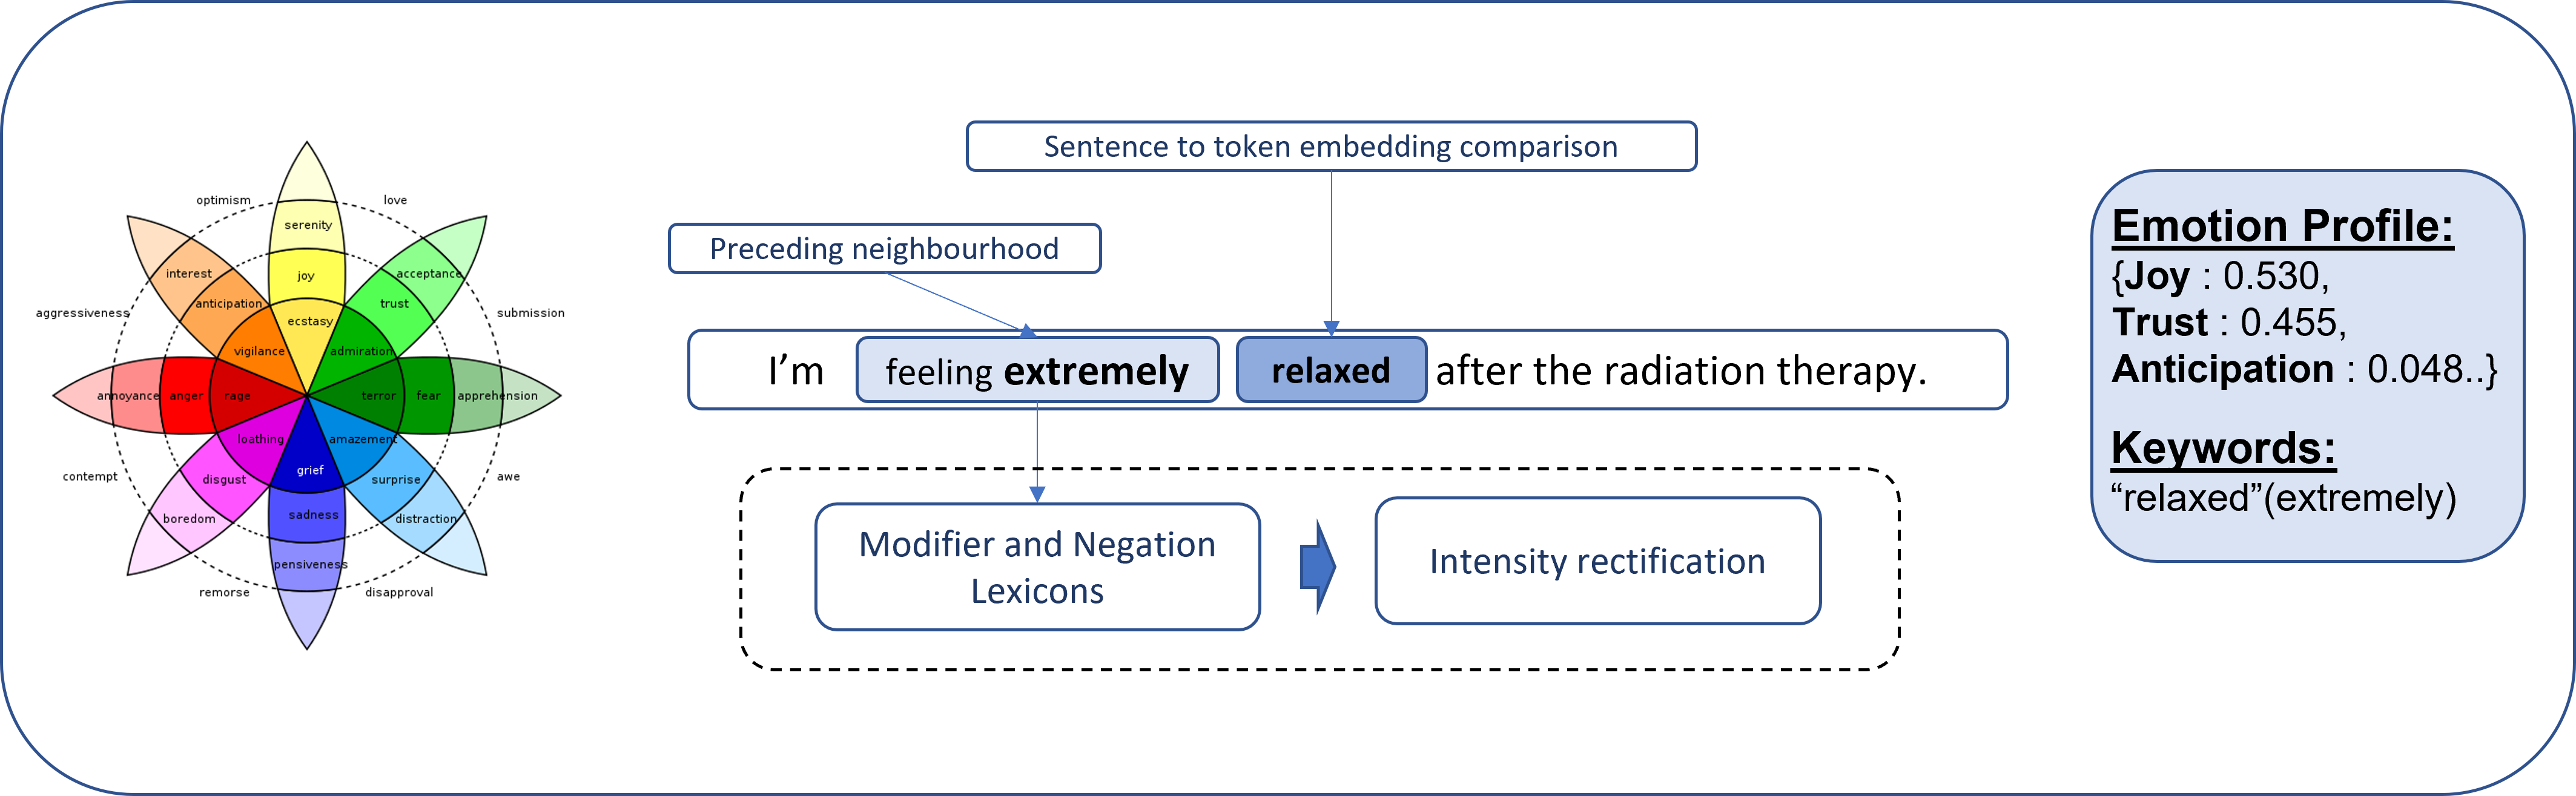 optimism
love
serenity
interest
joy
acceptance
anticipation
trust
aggressiveness
submission
ecstasy
vigilance
admiration
annoyance
anger
rage
terror
fear
apprehension
loathing
amazement
grief
contempt
disgust
surprise
awe
boredom
sadness
distraction
pensiveness
remorse
disapproval
Sentence to token embedding comparison
Preceding neighbourhood
I'm feeling extremely relaxed after the radiation therapy.
Modifier and Negation
Lexicons
Intensity rectification
Emotion Profile:
{Joy : 0.530,
Trust : 0.455,
Anticipation : 0.048..}
Keywords:
“relaxed”(extremely)